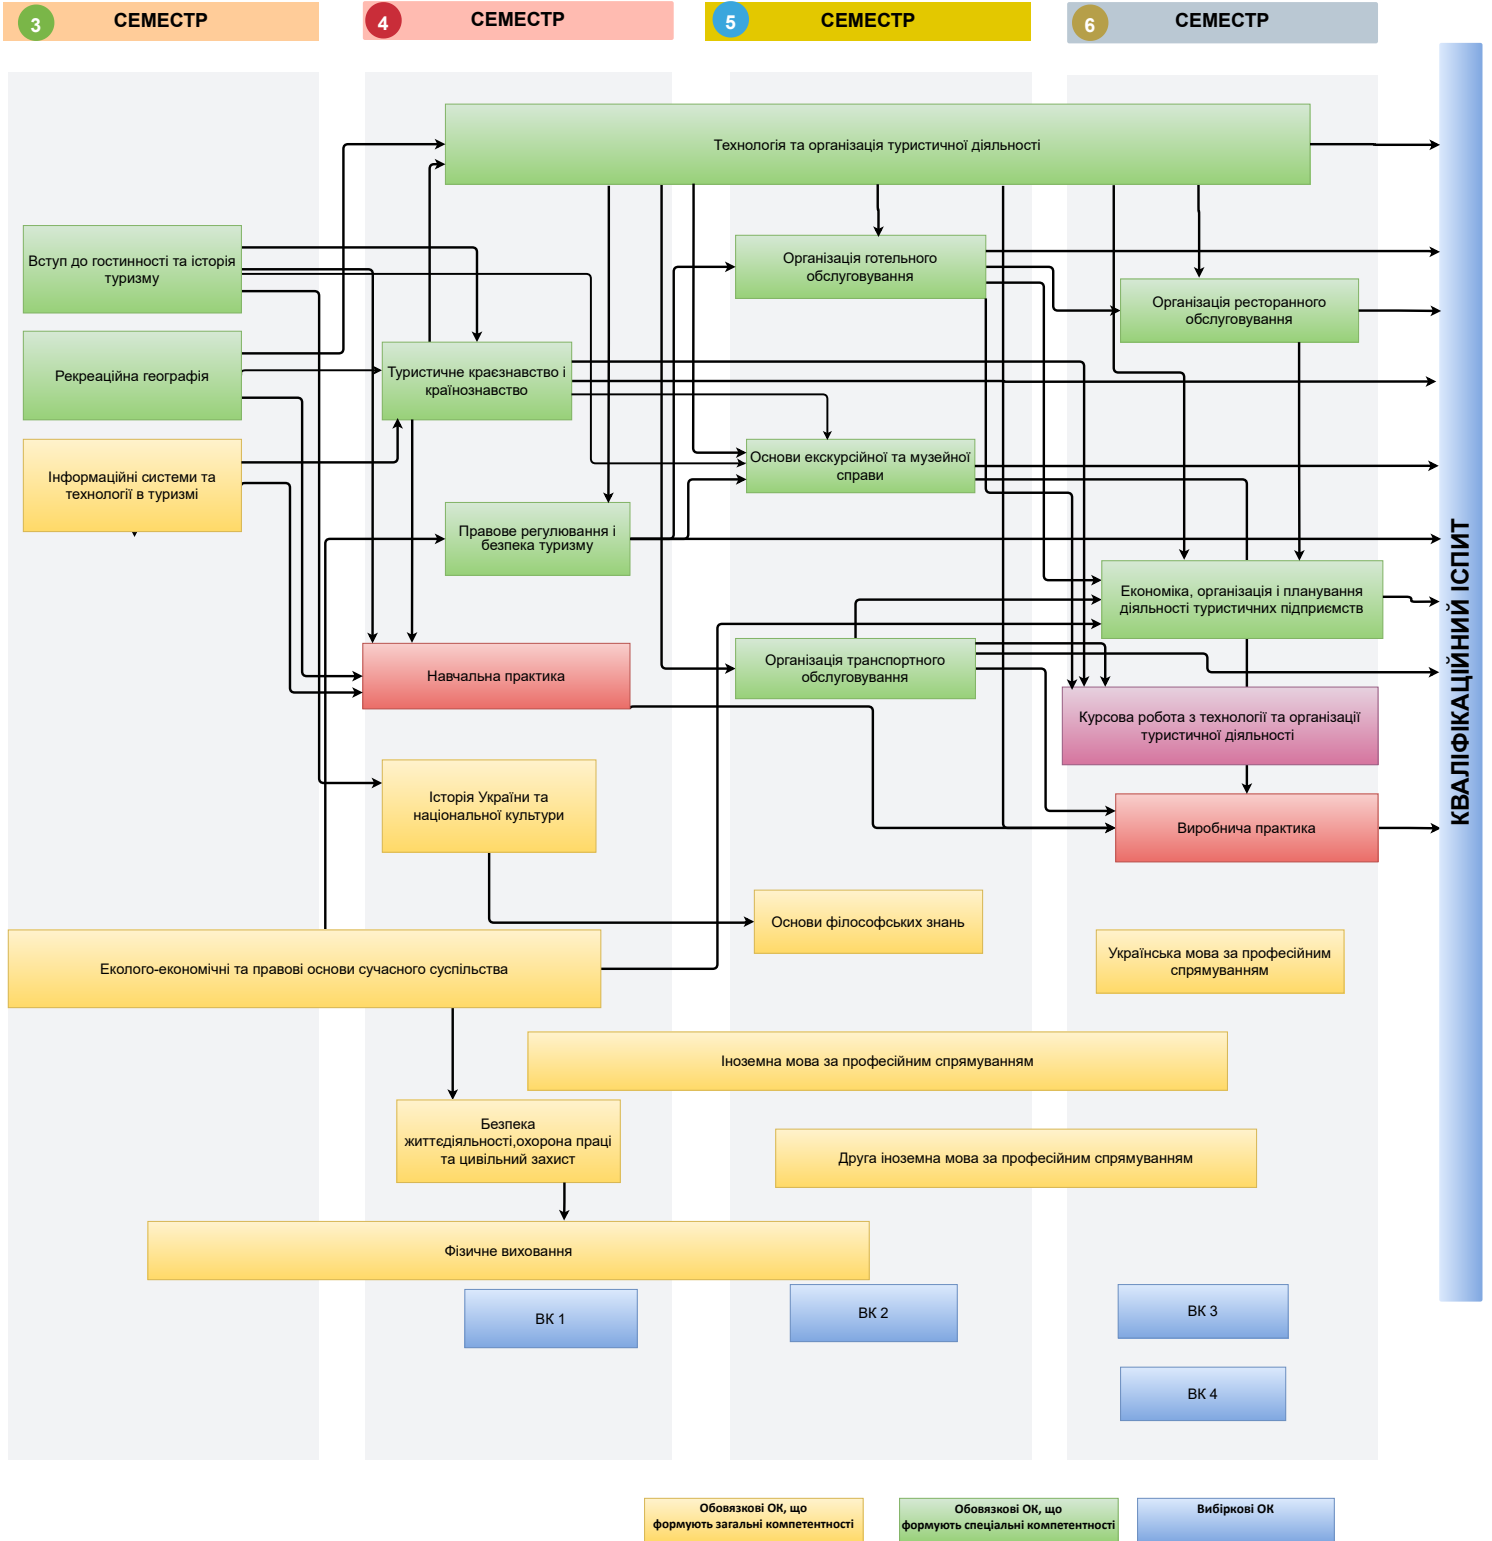 3 СЕМЕСТР
4 СЕМЕСТР
5 СЕМЕСТР
6 СЕМЕСТР
Технологія та організація туристичної діяльності
Вступ до гостинності та історія
туризму
Організація готельного
обслуговування
Організація ресторанного
обслуговування
Рекреаційна географія
Туристичне краєзнавство і
країнознавство
Інформаційні системи та
технології в туризмі
Основи екскурсійної та музейної
справи
Правове регулювання і
безпека туризму
Економіка, організація і планування
діяльності туристичних підприємств
Навчальна практика
Організація транспортного
обслуговування
Курсова робота з технології та організації
туристичної діяльності
КВАЛІФІКАЦІЙНИЙ ІСПИТ
Історія України та
національної культури
Виробнича практика
Основи філософських знань
Українська мова за професійним
спрямуванням
Еколого-економічні та правові основи сучасного суспільства
Іноземна мова за професійним спрямуванням
Безпека
життєдіяльності,охорона праці
та цивільний захист
Друга іноземна мова за професійним спрямуванням
Фізичне виховання
ВК 1
ВК 2
ВК 3
ВК 4
Обовязкові ОК, що
формують загальні компетентності
Обовязкові ОК, що
формують спеціальні компетентності
Вибіркові ОК